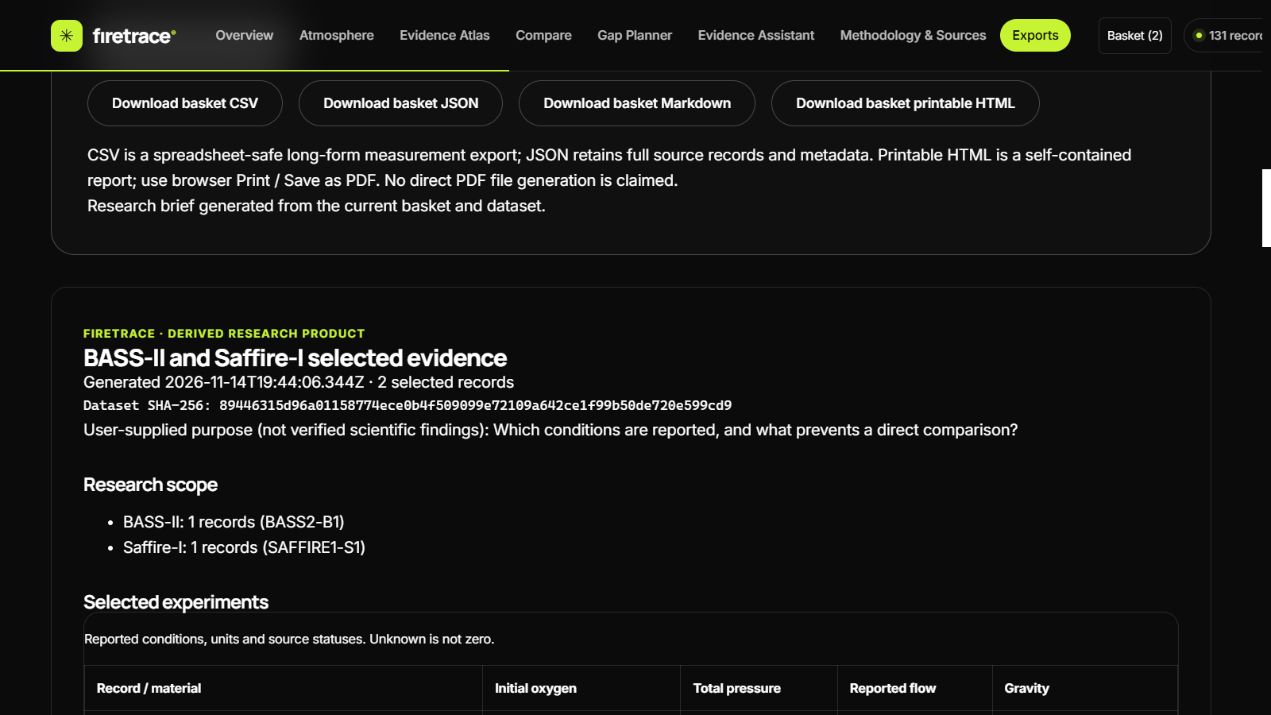 firetrace
Overview
Atmosphere
Evidence Atlas
Compare
Gap Planner
Evidence Assistant
Methodology & Sources
Exports
Basket (2)
131 recor
Download basket CSV
Download basket JSON
Download basket Markdown
Download basket printable HTML
CSV is a spreadsheet-safe long-form measurement export; JSON retains full source records and metadata. Printable HTML is a self-contained
report; use browser Print / Save as PDF. No direct PDF file generation is claimed.
Research brief generated from the current basket and dataset.
FIRETRACE · DERIVED RESEARCH PRODUCT
BASS-II and Saffire-I selected evidence
Generated 2026-11-14T19:44:06.344Z · 2 selected records
Dataset SHA-256: 89446315d96a01158774ece0b4f509099e72109a642ce1f99b50de720e599cd9
User-supplied purpose (not verified scientific findings): Which conditions are reported, and what prevents a direct comparison?
Research scope
• BASS-II: 1 records (BASS2-B1)
• Saffire-I: 1 records (SAFFIRE1-S1)
Selected experiments
Reported conditions, units and source statuses. Unknown is not zero.
Record / material
Initial oxygen
Total pressure
Reported flow
Gravity